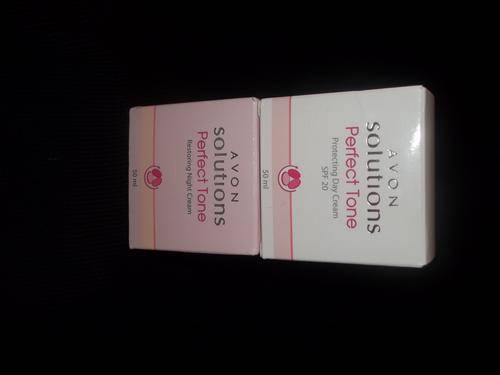 AVON
solutions
Perfect Tone
Restoring Night Cream
50 ml
AVON
solutions
Perfect Tone
Protecting Day Cream
SPF 20
50 ml